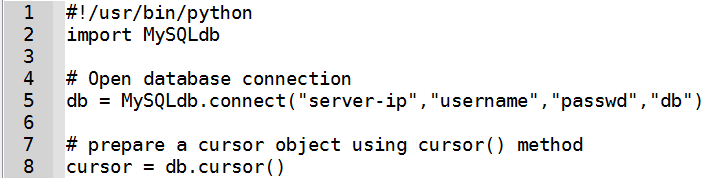 1 #!/usr/bin/python
2 import MySQLdb
3
4 # Open database connection
5 db = MySQLdb.connect("server-ip","username","passwd","db")
6
7 # prepare a cursor object using cursor() method
8 cursor = db.cursor()